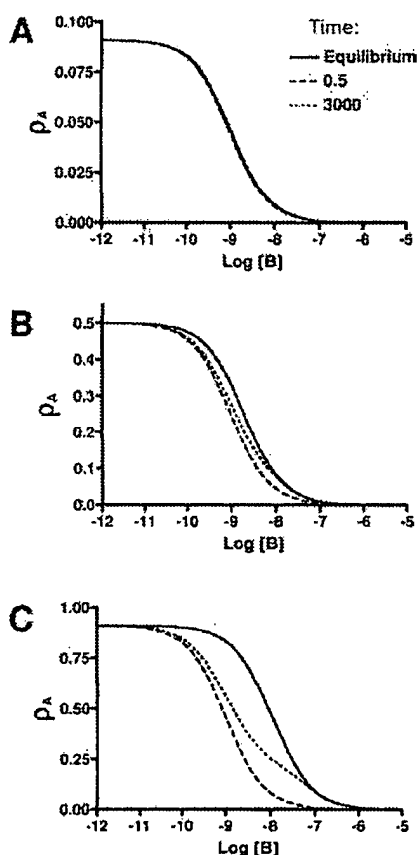 A
Time:
Equilibrium
0.5
3000
0.100
0.075
0.050
0.025
0.000
ρA
-12 -11 -10 -9 -8 -7 -6 -5
Log [B]
B
0.5
0.4
0.3
0.2
0.1
0.0
ρA
-12 -11 -10 -9 -8 -7 -6 -5
Log [B]
C
1.00
0.75
0.50
0.25
0.00
ρA
-12 -11 -10 -9 -8 -7 -6 -5
Log [B]